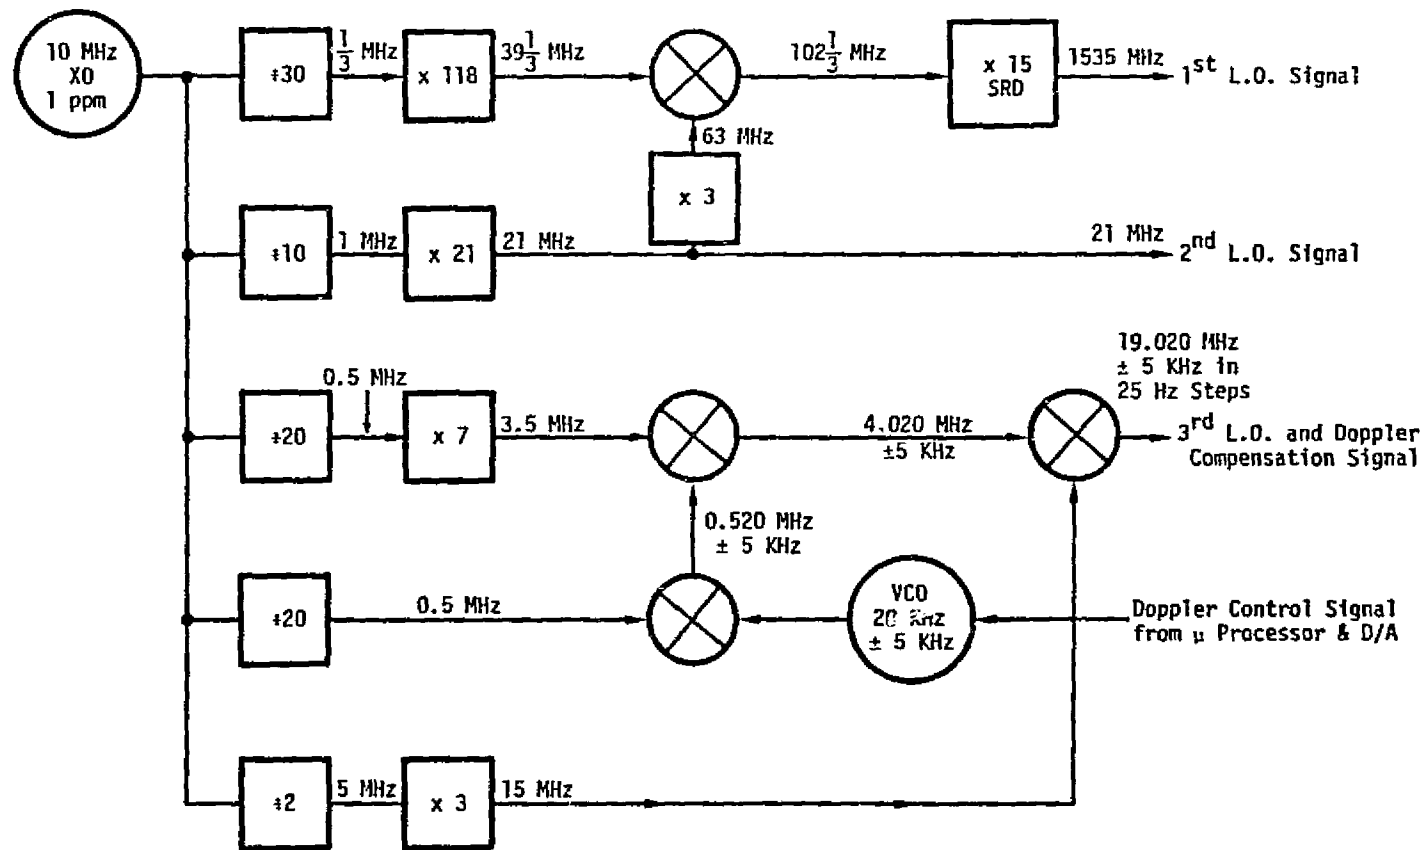 10 MHz
XO
1 ppm
÷30
1/3 MHz
x 118
39 1/3 MHz
102 1/3 MHz
x 15
SRD
1535 MHz
1st L.O. Signal
63 MHz
x 3
÷10
1 MHz
x 21
21 MHz
21 MHz
2nd L.O. Signal
0.5 MHz
÷20
x 7
3.5 MHz
4.020 MHz
±5 KHz
19.020 MHz
± 5 KHz in
25 Hz Steps
3rd L.O. and Doppler
Compensation Signal
0.520 MHz
± 5 KHz
÷20
0.5 MHz
VCO
20 KHz
± 5 KHz
Doppler Control Signal
from μ Processor & D/A
÷2
5 MHz
x 3
15 MHz